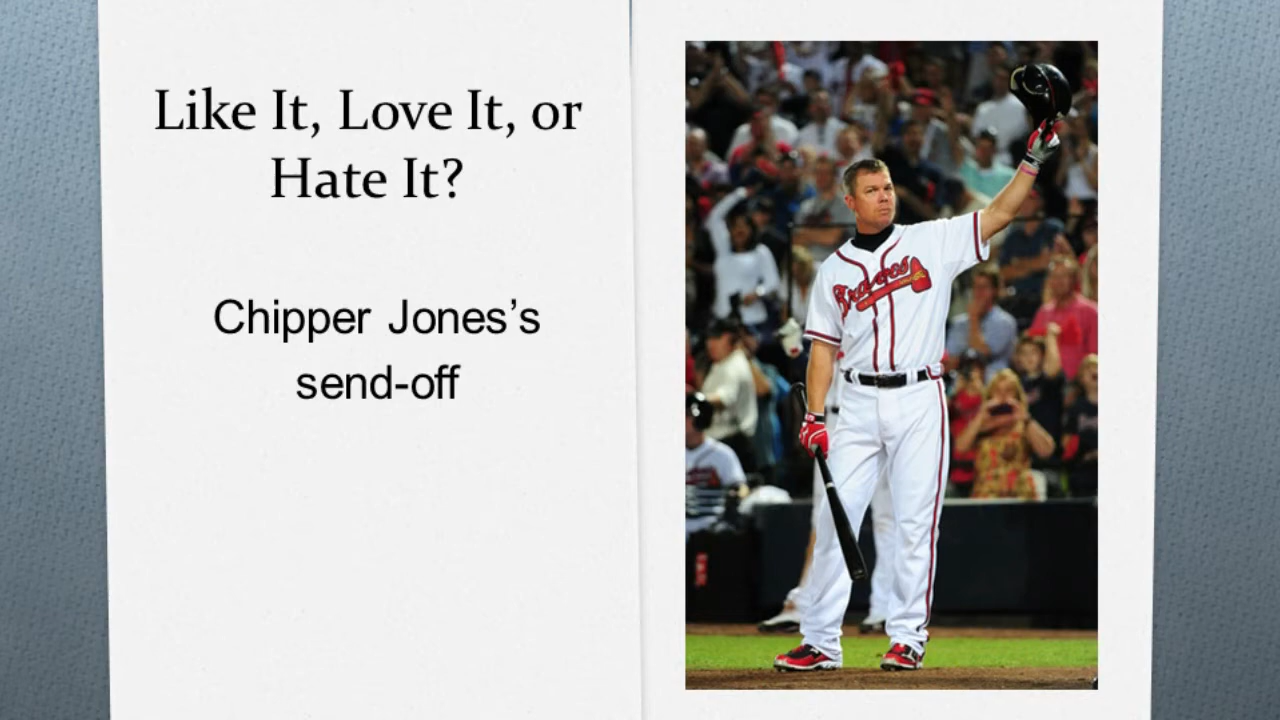 Like It, Love It, or
Hate It?
Chipper Jones’s
send-off
Braves